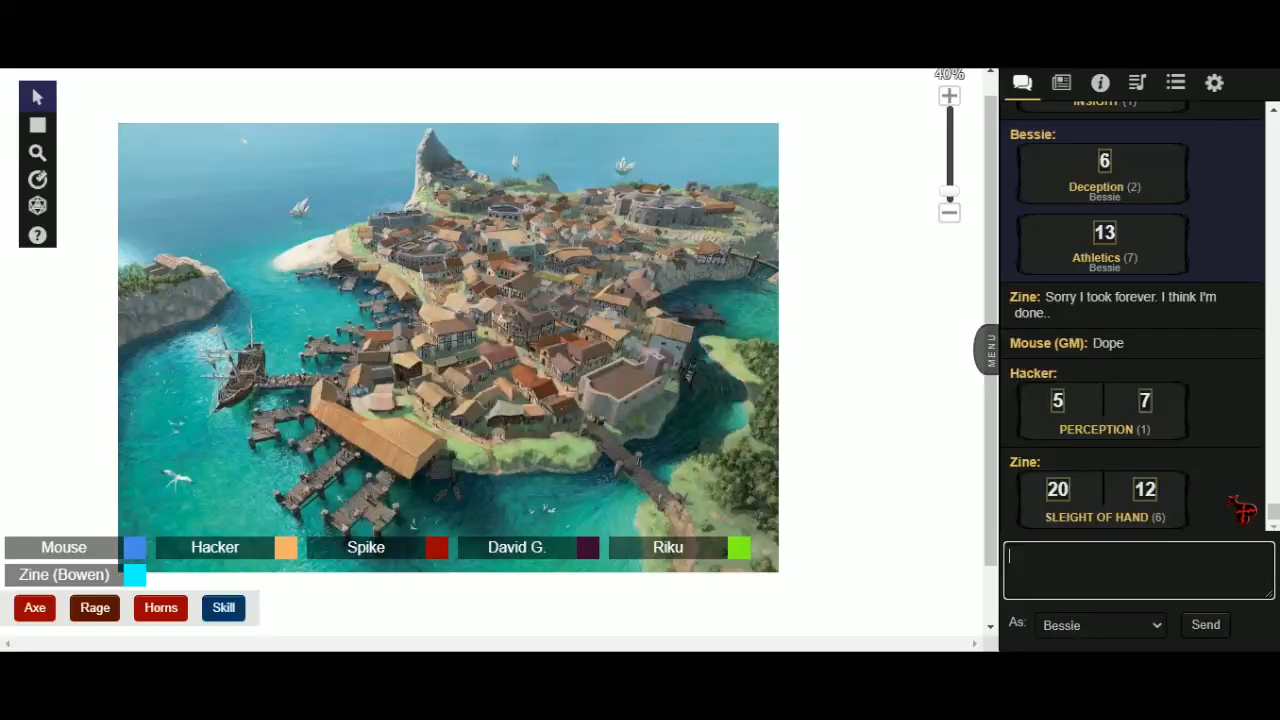 40%
INSIGHT (1)
Bessie:
6
Deception (2)
Bessie
13
Athletics (7)
Bessie
Zine: Sorry I took forever. I think I'm
done..
Mouse (GM): Dope
Hacker:
5 7
PERCEPTION (1)
Zine:
20 12
SLEIGHT OF HAND (6)
MENU
Mouse Hacker Spike David G. Riku
Zine (Bowen)
Axe Rage Horns Skill
As: Bessie Send